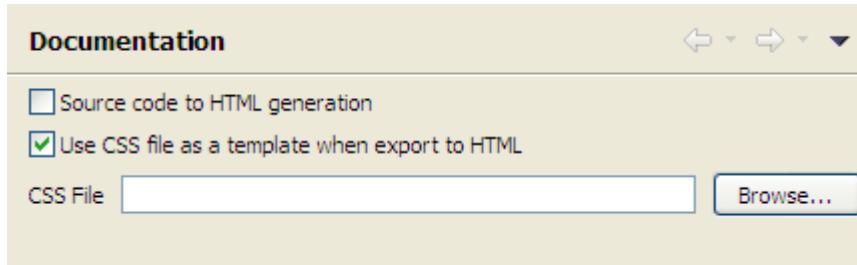 Documentation
Source code to HTML generation
Use CSS file as a template when export to HTML
CSS File
Browse...